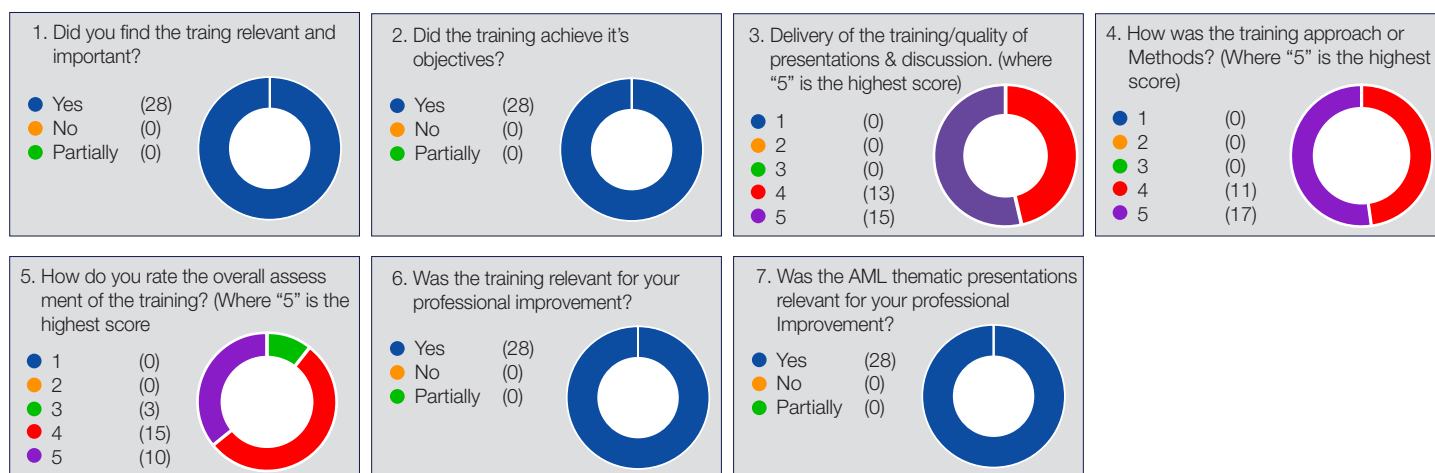 1. Did you find the traing relevant and
important?
Yes (28)
No (0)
Partially (0)
2. Did the training achieve it's
objectives?
Yes (28)
No (0)
Partially (0)
3. Delivery of the training/quality of
presentations & discussion. (where
“5” is the highest score)
1 (0)
2 (0)
3 (0)
4 (13)
5 (15)
4. How was the training approach or
Methods? (Where “5” is the highest
score)
1 (0)
2 (0)
3 (0)
4 (11)
5 (17)
5. How do you rate the overall assess
ment of the training? (Where “5” is the
highest score
1 (0)
2 (0)
3 (3)
4 (15)
5 (10)
6. Was the training relevant for your
professional improvement?
Yes (28)
No (0)
Partially (0)
7. Was the AML thematic presentations
relevant for your professional
Improvement?
Yes (28)
No (0)
Partially (0)